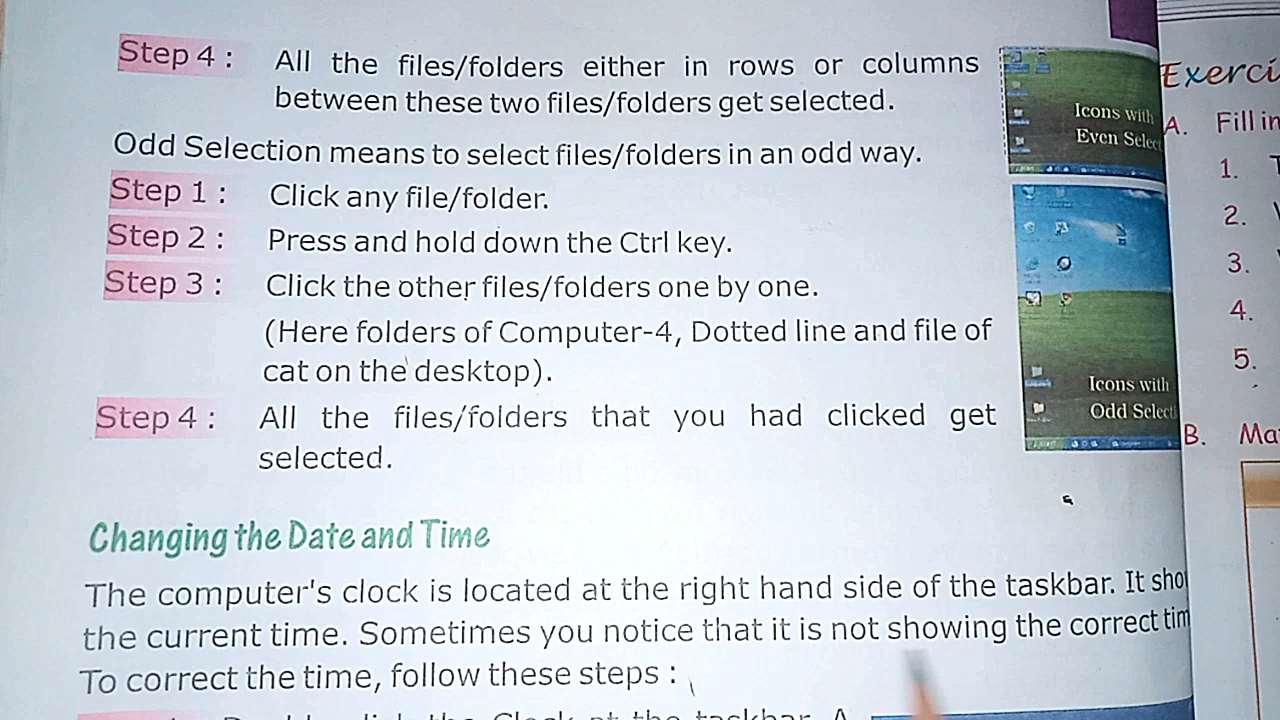 Step 4 : All the files/folders either in rows or columns
between these two files/folders get selected.
Odd Selection means to select files/folders in an odd way.
Step 1 : Click any file/folder.
Step 2 : Press and hold down the Ctrl key.
Step 3 : Click the other files/folders one by one.
(Here folders of Computer-4, Dotted line and file of
cat on the desktop).
Step 4 : All the files/folders that you had clicked get
selected.
Icons with
Even Selec
Icons with
Odd Select
Changing the Date and Time
The computer's clock is located at the right hand side of the taskbar. It sho
the current time. Sometimes you notice that it is not showing the correct tim
To correct the time, follow these steps :
the Clock at the taskbar. A
Exerci
A. Fill in
1. T
2.
3.
4.
5.
B. Ma